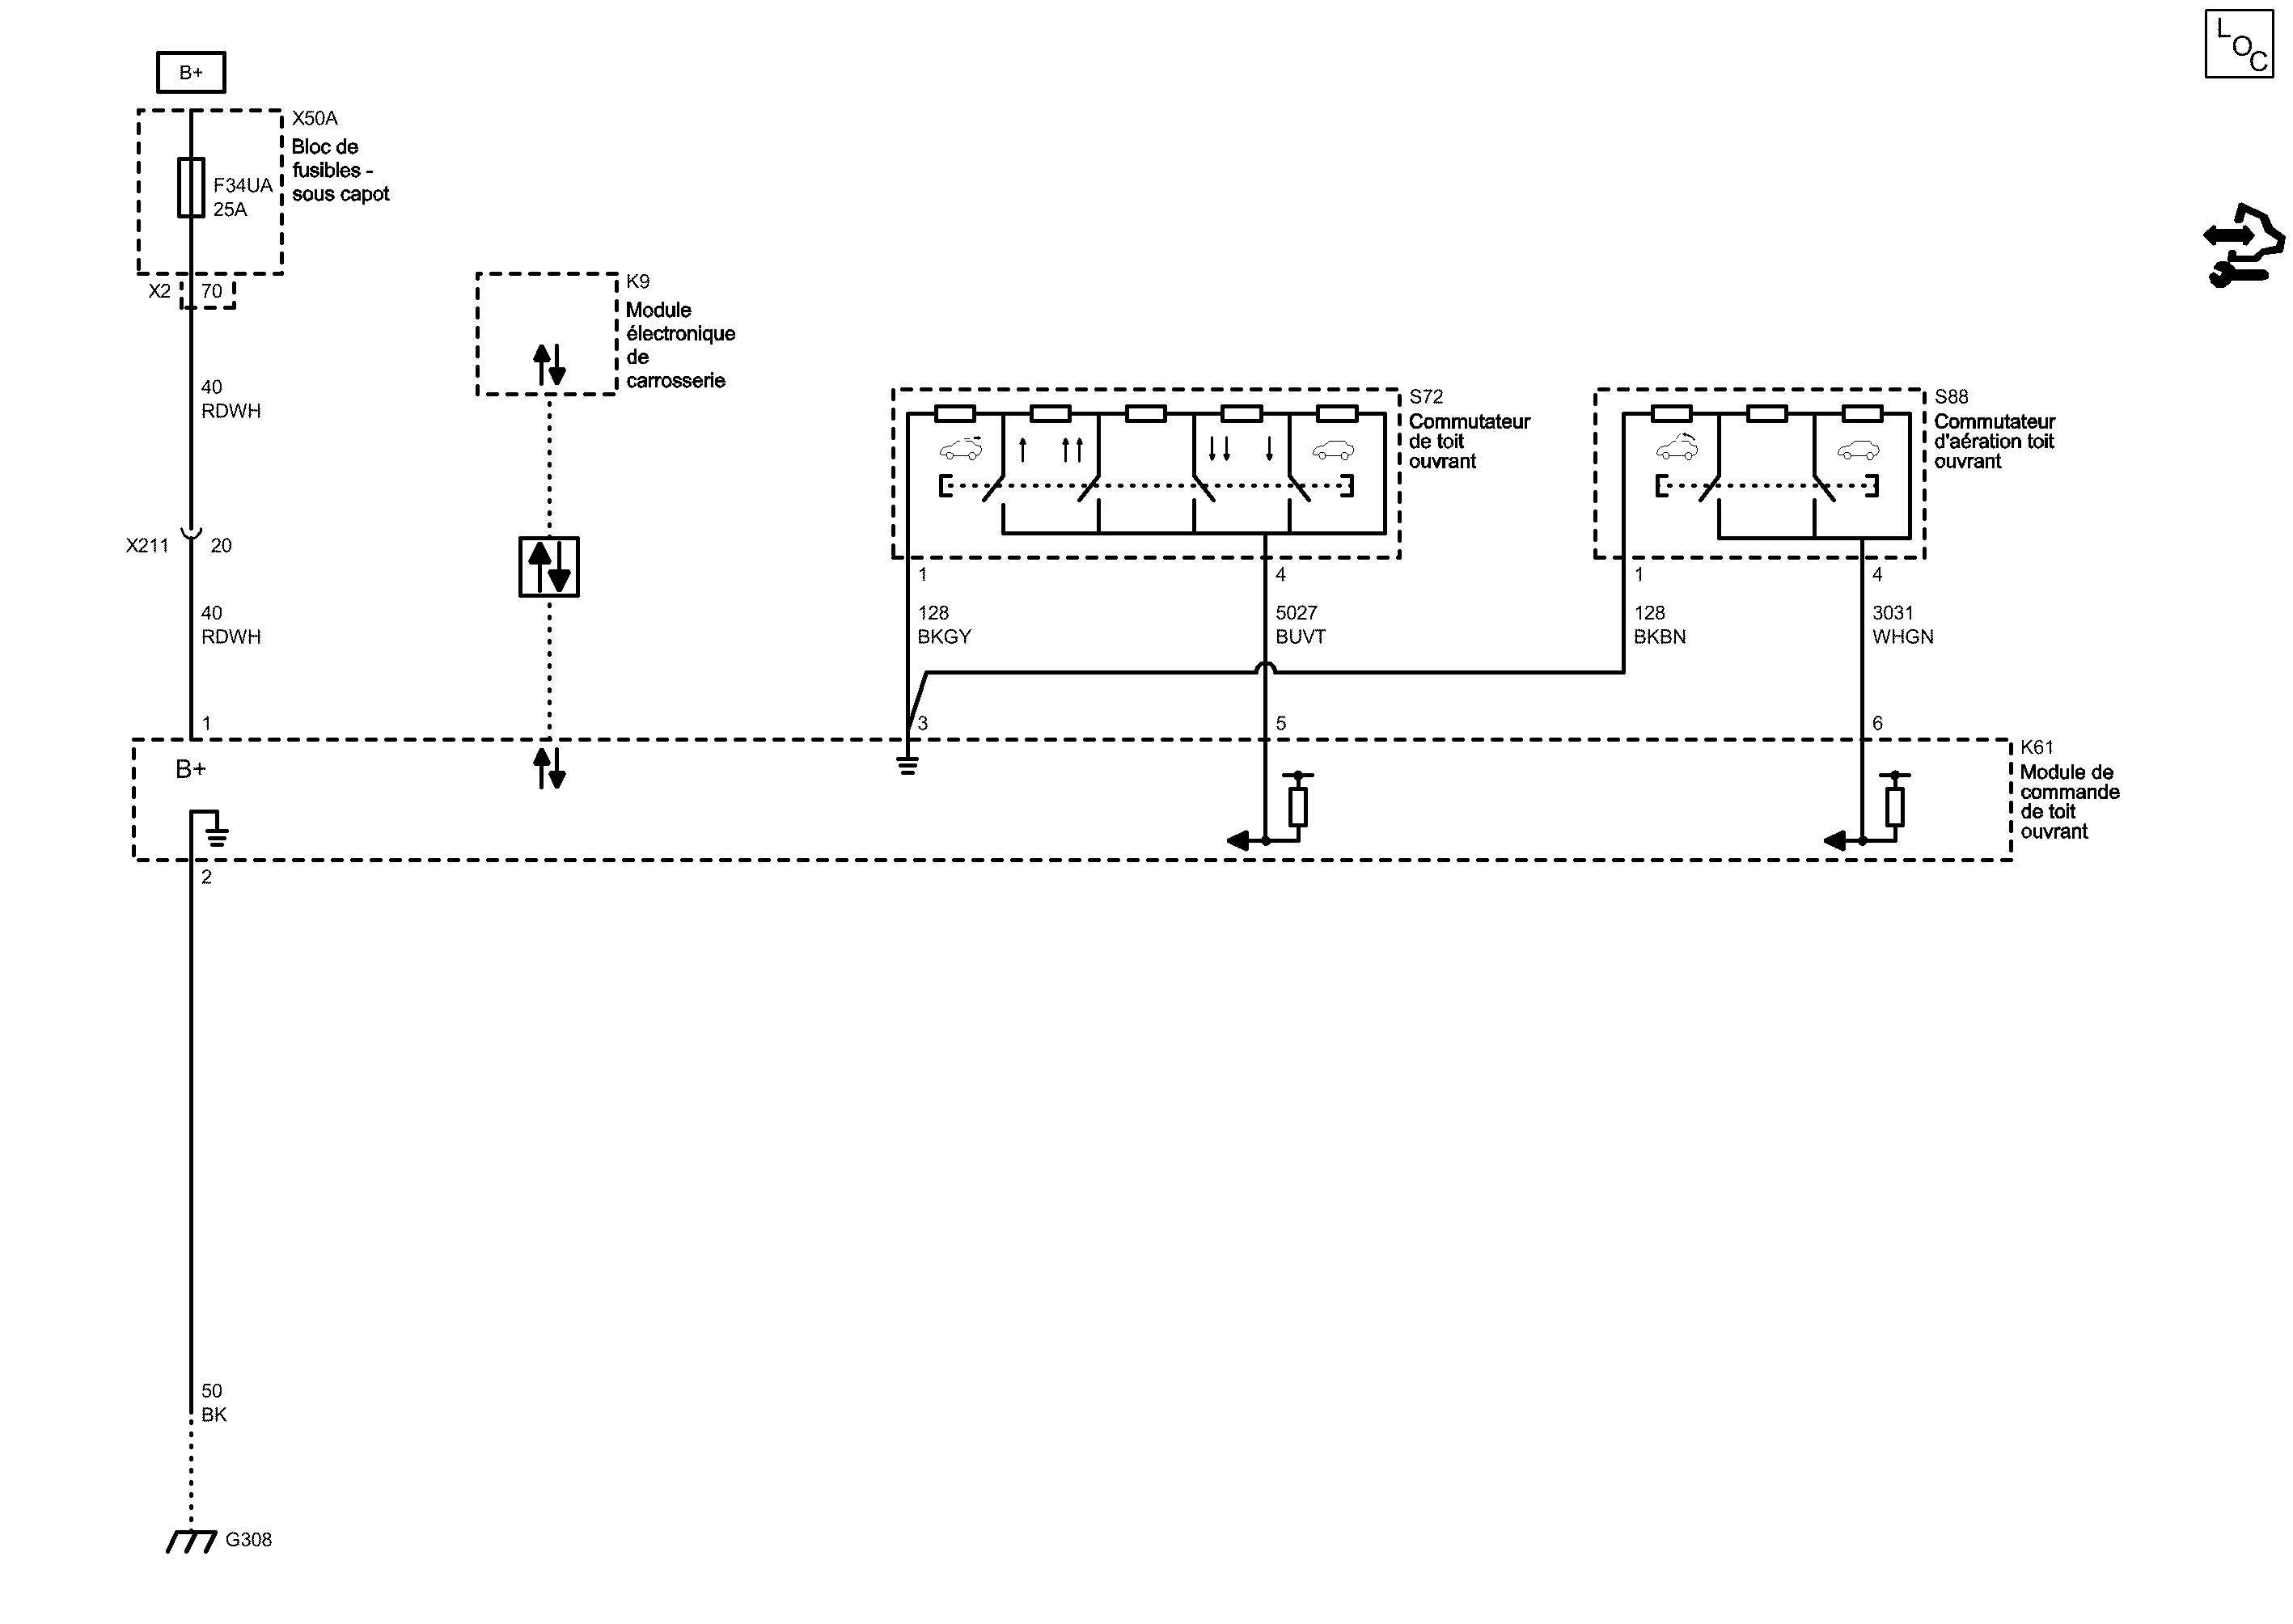 L
O
C
B+
X50A
Bloc de
fusibles -
sous capot
F34UA
25A
X2
70
K9
Module
électronique
de
carrosserie
40
RDWH
S72
Commutateur
de toit
ouvrant
S88
Commutateur
d'aération toit
ouvrant
X211
20
1
4
1
4
40
RDWH
128
BKGY
5027
BUVT
128
BKBN
3031
WHGN
1
3
5
6
B+
K61
Module de
commande
de toit
ouvrant
2
50
BK
G308